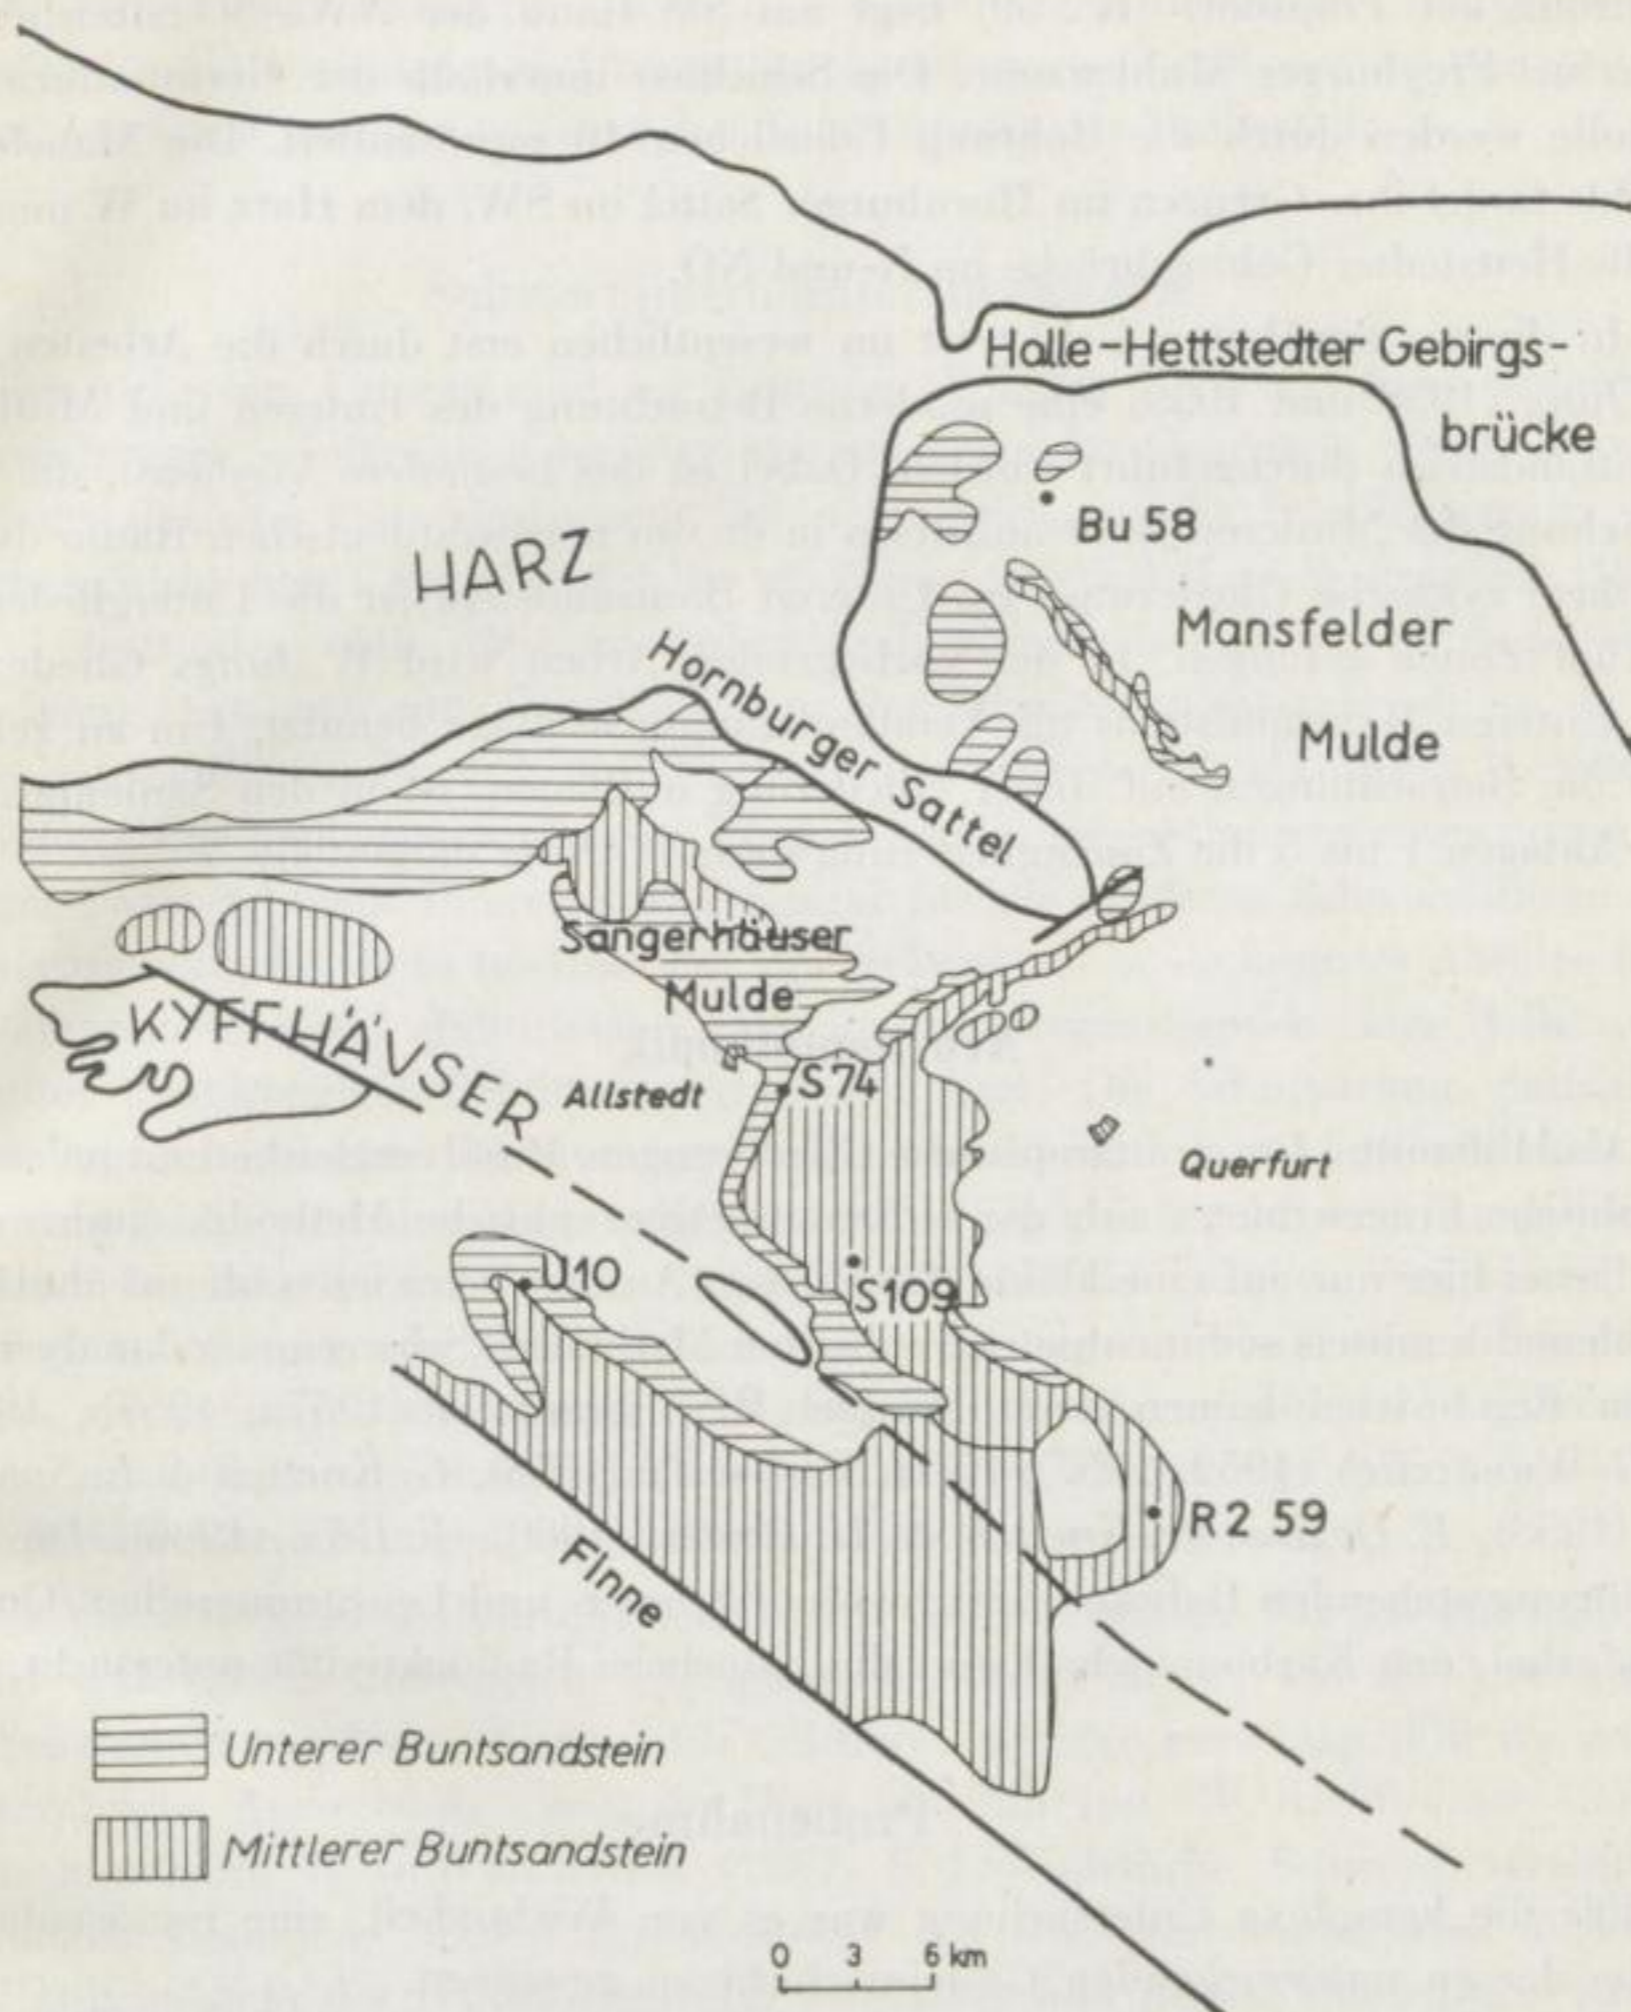 Halle-Hettstedter Gebirgs-
brücke
Bu 58
HARZ
Mansfelder
Mulde
Hornburger Sattel
Sangerhäuser
Mulde
KYFFHÄUSER
S74
Allstedt
Querfurt
U10
S109
R2 59
Finne
Unterer Buntsandstein
Mittlerer Buntsandstein
0 3 6 km